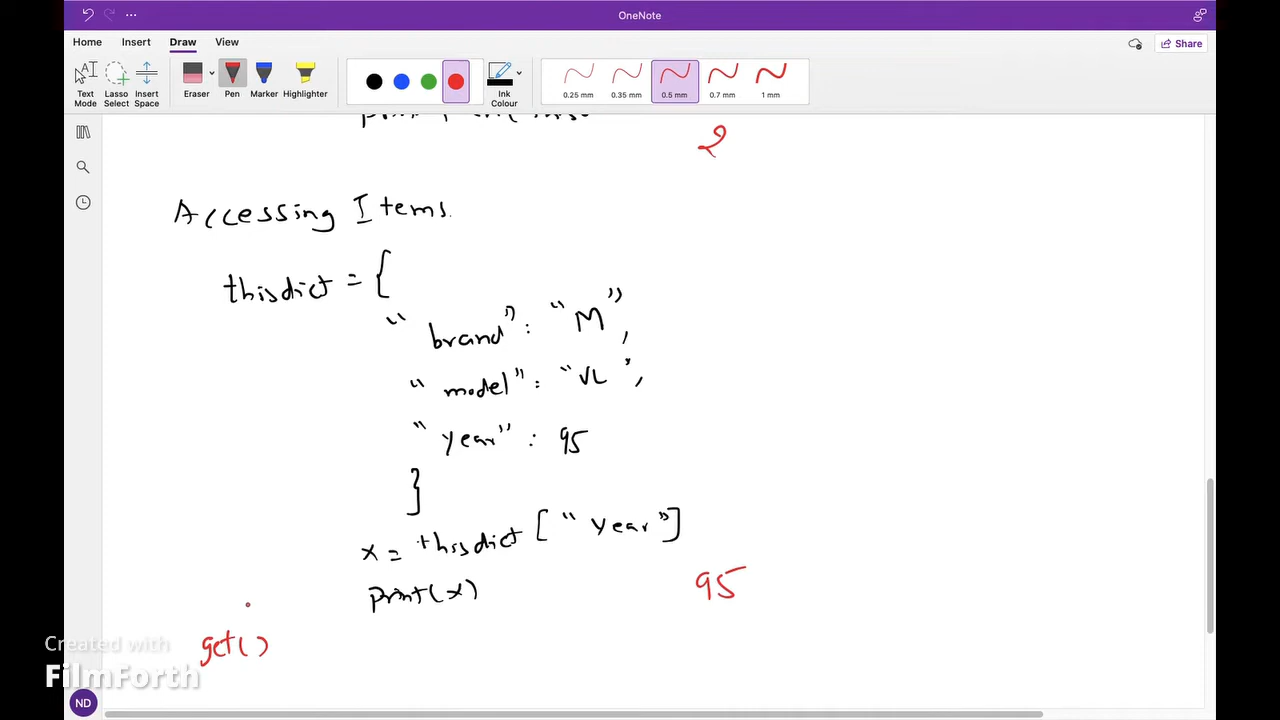 OneNote
Home Insert Draw View
Share
Text Mode Lasso Select Insert Space Eraser Pen Marker Highlighter Ink Colour 0.25 mm 0.35 mm 0.5 mm 0.7 mm 1 mm
2
Accessing Items.
thisdict = {
"brand" : "M",
"model" : "VL",
"year" : 95
}
x = thisdict ["year"]
print(x) 95
get()
Created with
FilmForth
ND